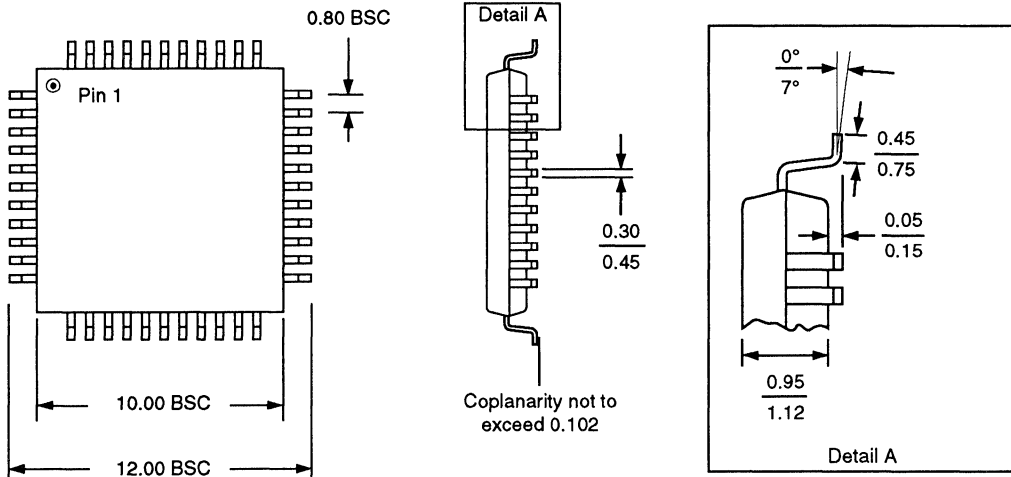 0.80 BSC
Pin 1
10.00 BSC
12.00 BSC
Detail A
0.30
0.45
Coplanarity not to
exceed 0.102
0°
7°
0.45
0.75
0.05
0.15
0.95
1.12
Detail A